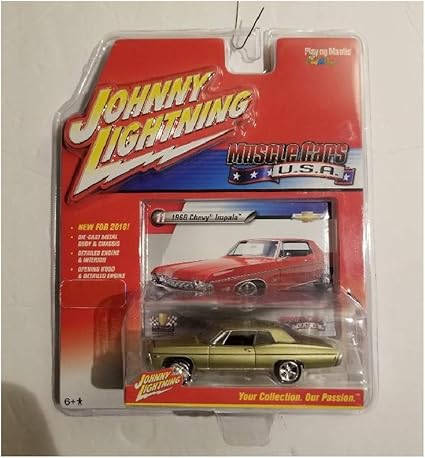 Playing Mantis
JOHNNY
LIGHTNING
MUSCLE CARS
U.S.A.
11 1968 Chevy Impala
NEW FOR 2016!
DIE-CAST METAL
BODY & CHASSIS
DETAILED ENGINE
& INTERIOR
OPENING HOOD
& DETAILED ENGINE
JOHNNY
LIGHTNING
6+
Your Collection. Our Passion.™